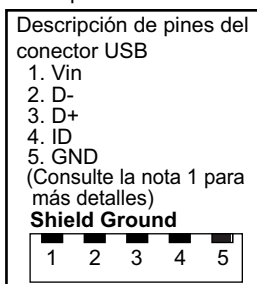 Descripción de pines del
conector USB
1. Vin
2. D-
3. D+
4. ID
5. GND
(Consulte la nota 1 para
más detalles)
Shield Ground
1 2 3 4 5